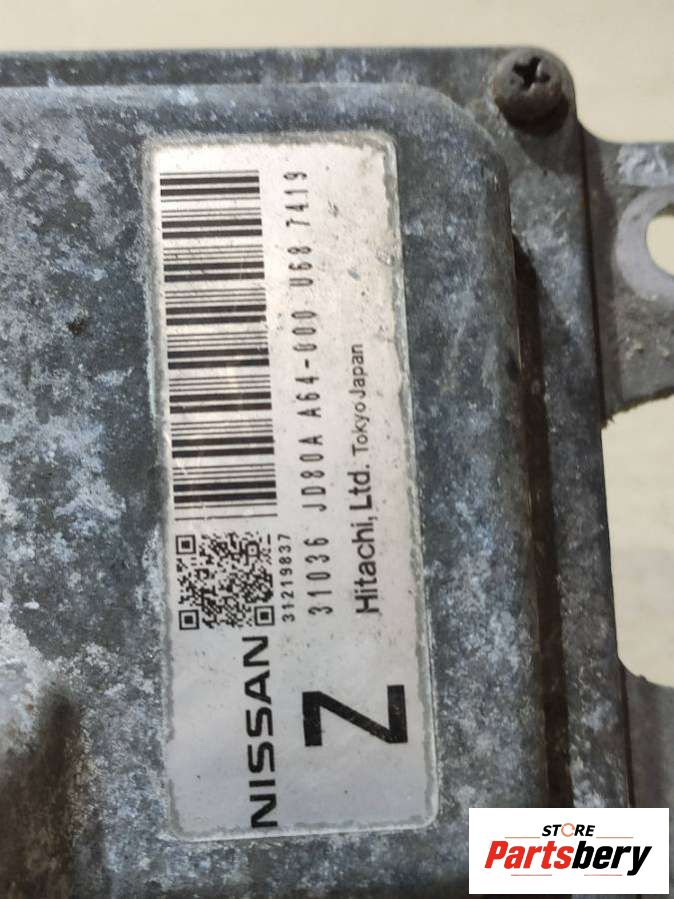 31219837
31036 JD80A A64-000 U68 7419
NISSAN
Z
Hitachi, Ltd. Tokyo Japan
STORE
Partsbery